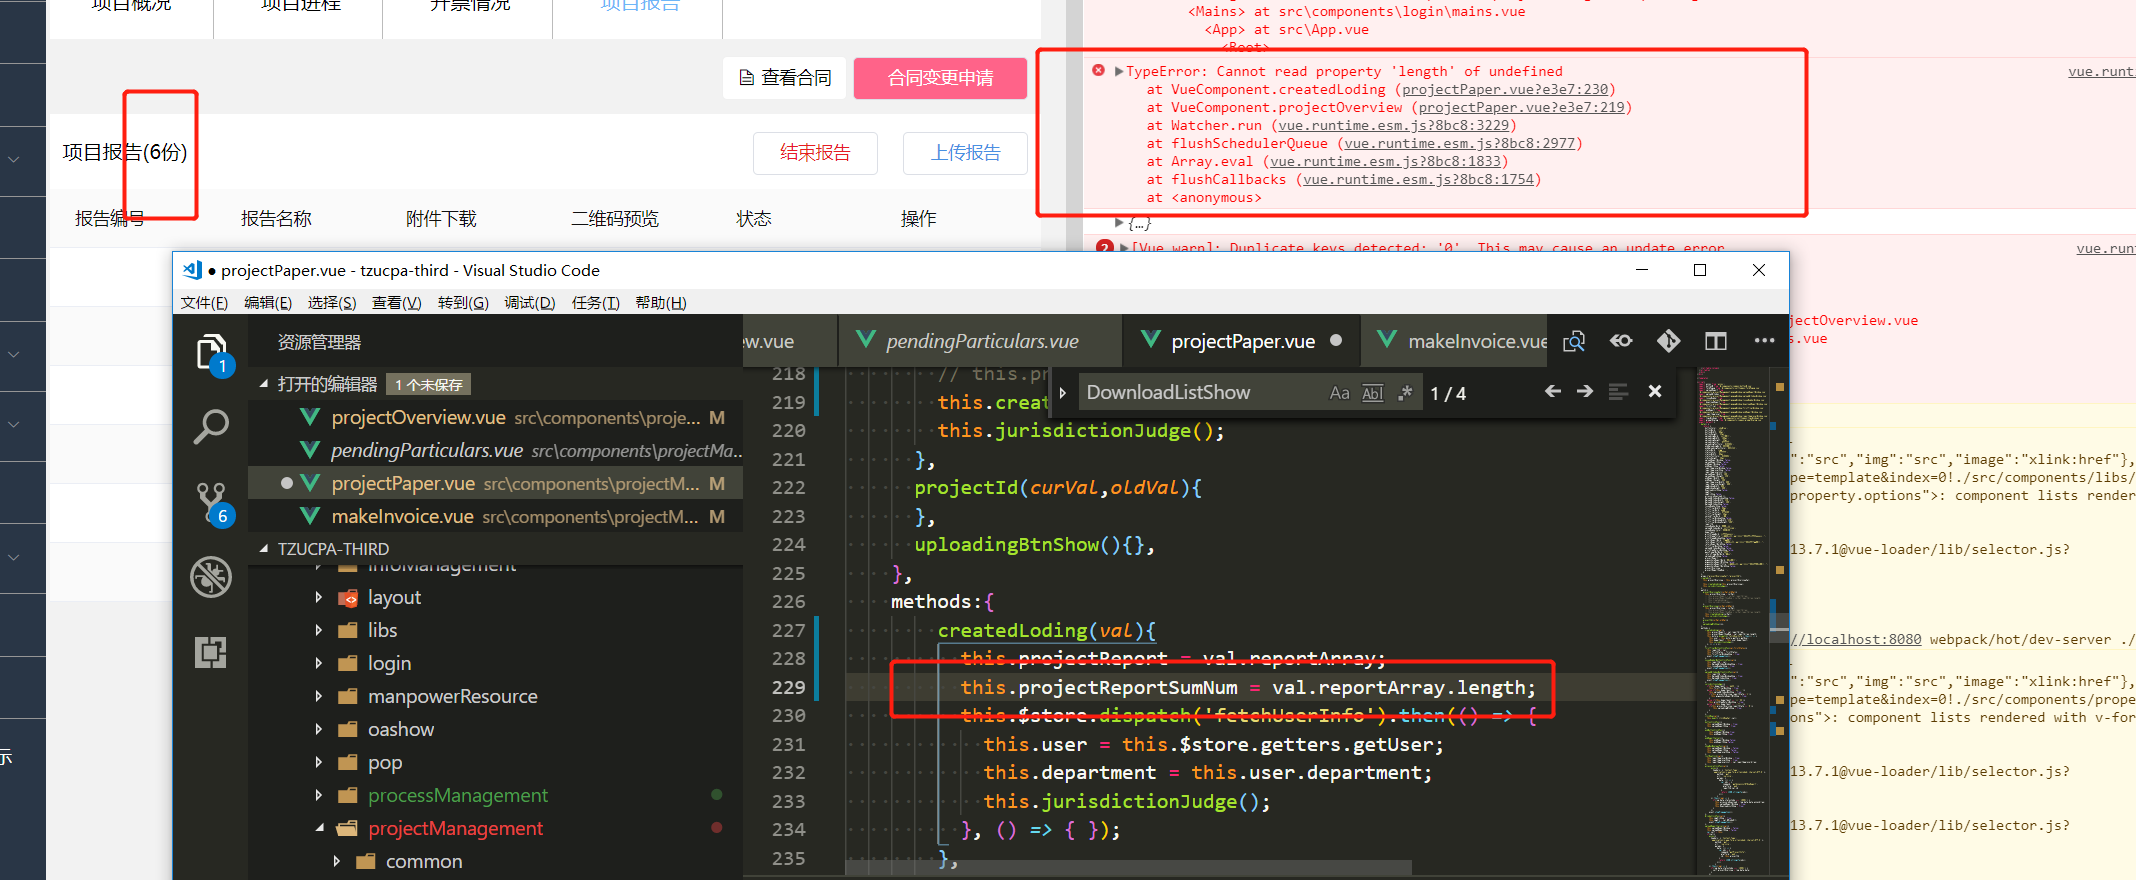 项目概况 项目进程 开票情况 项目报告
查看合同 合同变更申请
项目报告(6份) 结束报告 上传报告
报告编号 报告名称 附件下载 二维码预览 状态 操作
示
<Mains> at src\components\login\mains.vue
<App> at src\App.vue
<Root>
TypeError: Cannot read property 'length' of undefined
at VueComponent.createdLoding (projectPaper.vue?e3e7:230)
at VueComponent.projectOverview (projectPaper.vue?e3e7:219)
at Watcher.run (vue.runtime.esm.js?8bc8:3229)
at flushSchedulerQueue (vue.runtime.esm.js?8bc8:2977)
at Array.eval (vue.runtime.esm.js?8bc8:1833)
at flushCallbacks (vue.runtime.esm.js?8bc8:1754)
at <anonymous>
vue.runti
{…}
2 [Vue warn]: Duplicate keys detected: '0'. This may cause an update error.
vue.runt
jectOverview.vue
s.vue
":"src","img":"src","image":"xlink:href"},
pe=template&index=0!./src/components/libs/
property.options">: component lists render
13.7.1@vue-loader/lib/selector.js?
//localhost:8080 webpack/hot/dev-server ./
":"src","img":"src","image":"xlink:href"},
pe=template&index=0!./src/components/prope
ons">: component lists rendered with v-for
13.7.1@vue-loader/lib/selector.js?
13.7.1@vue-loader/lib/selector.js?
● projectPaper.vue - tzucpa-third - Visual Studio Code
文件(F) 编辑(E) 选择(S) 查看(V) 转到(G) 调试(D) 任务(T) 帮助(H)
1
6
资源管理器
打开的编辑器 1 个未保存
projectOverview.vue src\components\proje... M
pendingParticulars.vue src\components\projectMa...
projectPaper.vue src\components\projectM... M
makeInvoice.vue src\components\projectM... M
TZUCPA-THIRD
infoManagement
layout
libs
login
manpowerResource
oashow
pop
processManagement
projectManagement
common
ew.vue pendingParticulars.vue projectPaper.vue makeInvoice.vue
DownloadListShow Aa Abl .* 1 / 4
218 // this.pr
219 this.creat
220 this.jurisdictionJudge();
221 },
222 projectId(curVal,oldVal){
223 },
224 uploadingBtnShow(){},
225 },
226 methods:{
227 createdLoding(val){
228 this.projectReport = val.reportArray;
229 this.projectReportSumNum = val.reportArray.length;
230 this.$store.dispatch('fetchUserInfo').then(() => {
231 this.user = this.$store.getters.getUser;
232 this.department = this.user.department;
233 this.jurisdictionJudge();
234 }, () => { });
235 },